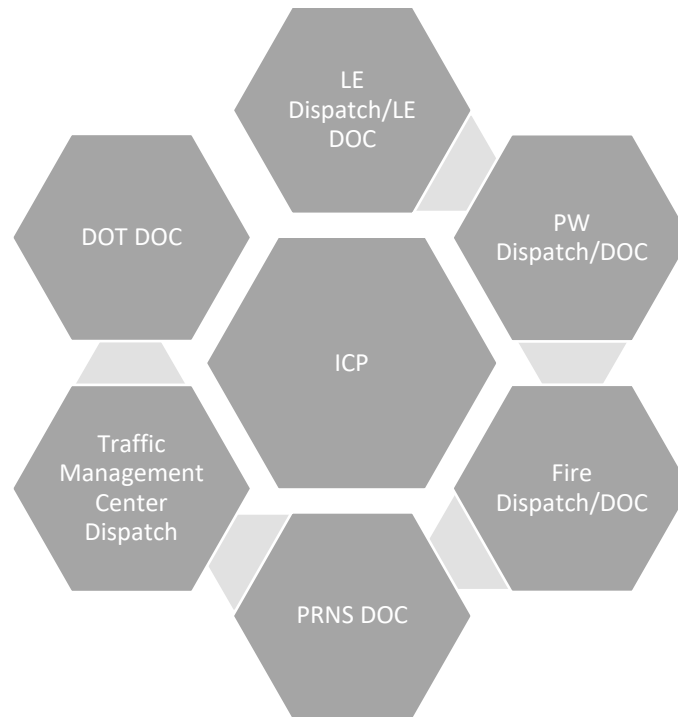 LE
Dispatch/LE
DOC
PW
Dispatch/DOC
DOT DOC
ICP
Traffic
Management
Center
Dispatch
Fire
Dispatch/DOC
PRNS DOC